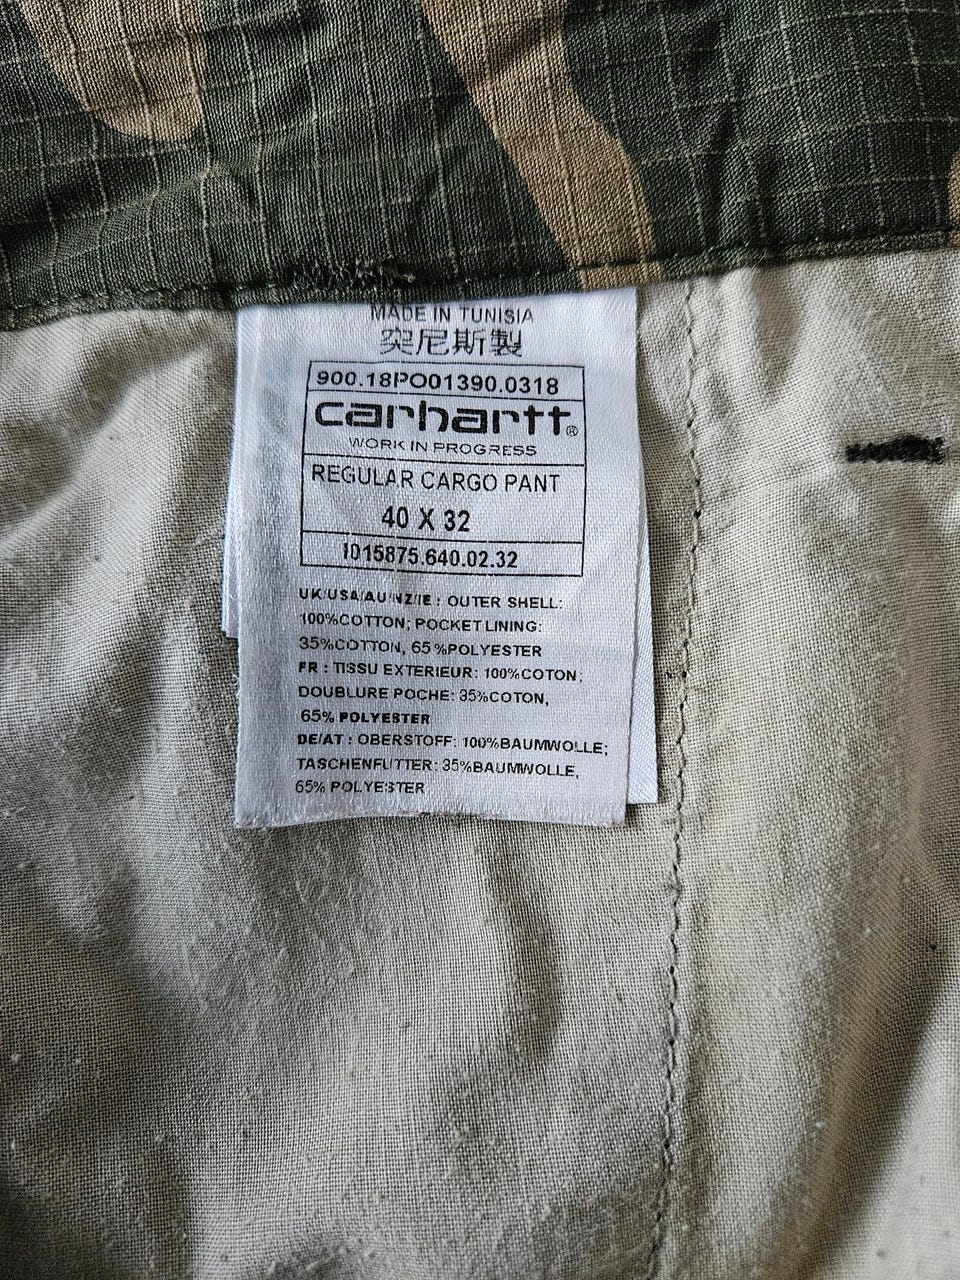 MADE IN TUNISIA
突尼斯製
900.18PO01390.0318
carhartt®
WORK IN PROGRESS
REGULAR CARGO PANT
40 X 32
I015875.640.02.32
UK/USA/AU/NZ/IE : OUTER SHELL:
100%COTTON; POCKET LINING:
35%COTTON, 65%POLYESTER
FR : TISSU EXTERIEUR: 100%COTON;
DOUBLURE POCHE: 35%COTON,
65% POLYESTER
DE/AT : OBERSTOFF: 100%BAUMWOLLE;
TASCHENFUTTER: 35%BAUMWOLLE,
65% POLYESTER